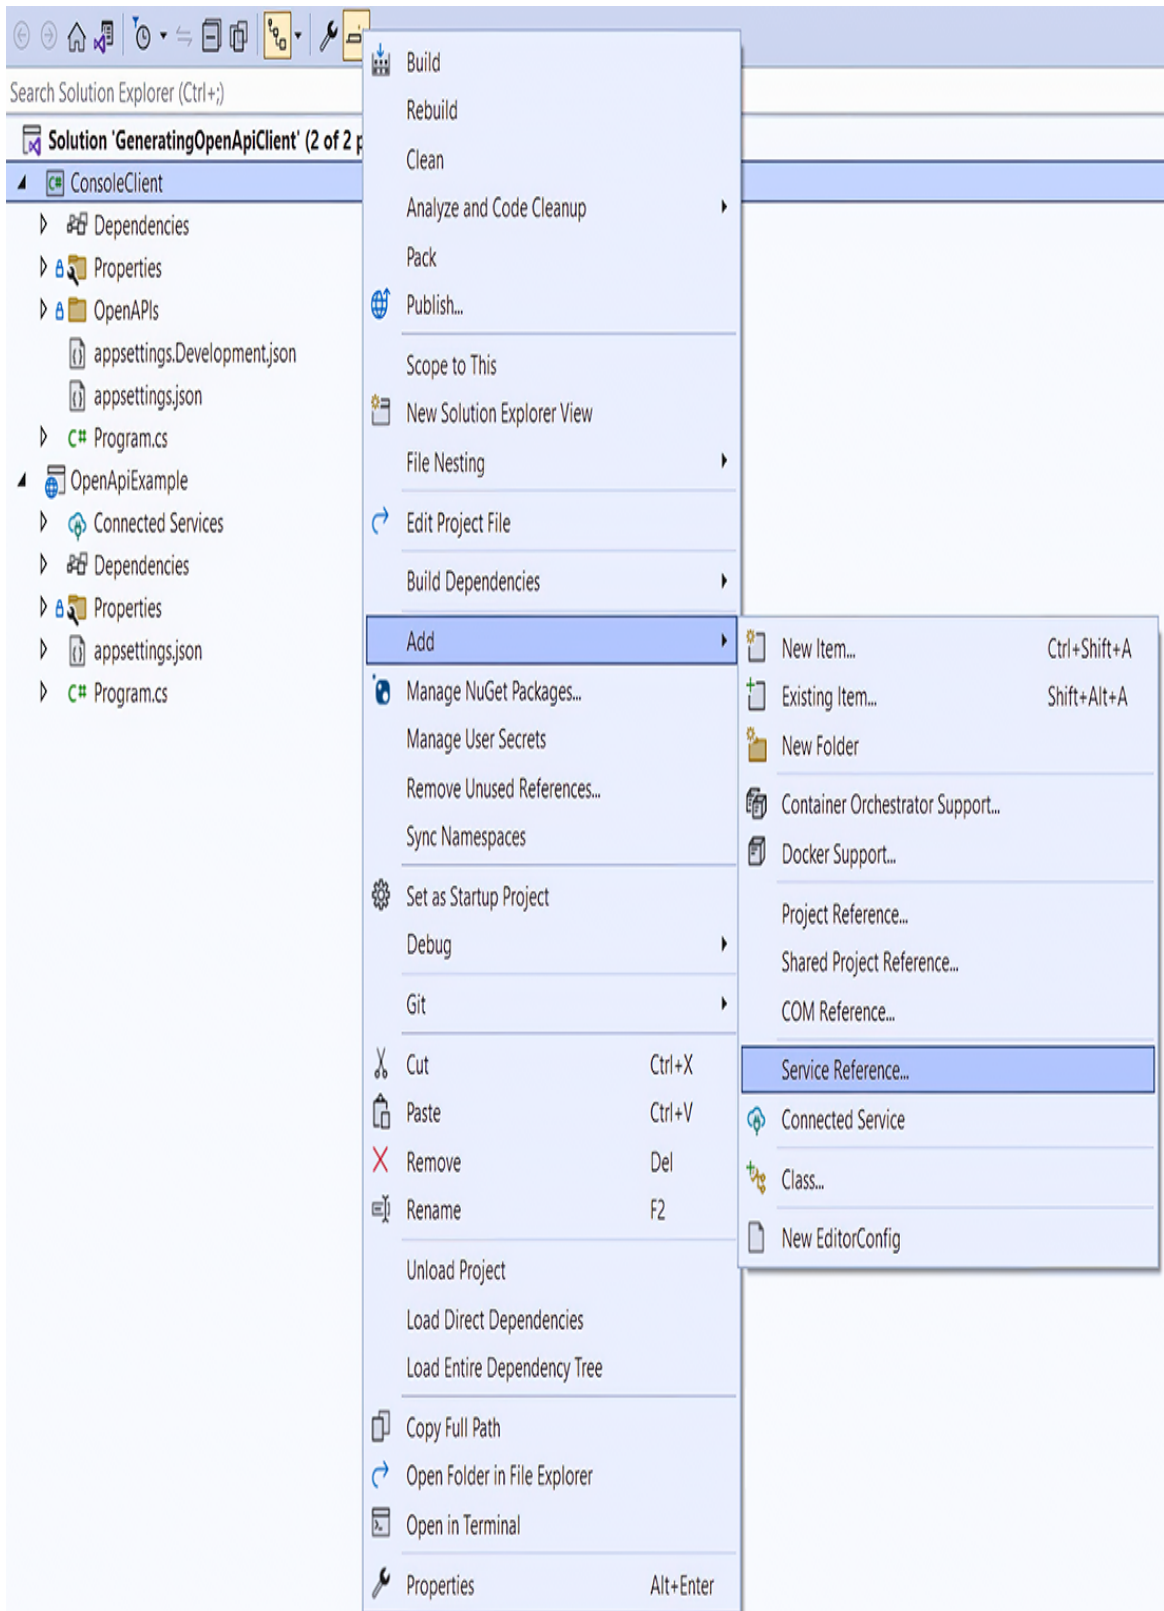 Search Solution Explorer (Ctrl+;)
Solution 'GeneratingOpenApiClient' (2 of 2 p
ConsoleClient
Dependencies
Properties
OpenAPIs
appsettings.Development.json
appsettings.json
C# Program.cs
OpenApiExample
Connected Services
Dependencies
Properties
appsettings.json
C# Program.cs
Build
Rebuild
Clean
Analyze and Code Cleanup
Pack
Publish...
Scope to This
New Solution Explorer View
File Nesting
Edit Project File
Build Dependencies
Add
Manage NuGet Packages...
Manage User Secrets
Remove Unused References...
Sync Namespaces
Set as Startup Project
Debug
Git
Cut Ctrl+X
Paste Ctrl+V
Remove Del
Rename F2
Unload Project
Load Direct Dependencies
Load Entire Dependency Tree
Copy Full Path
Open Folder in File Explorer
Open in Terminal
Properties Alt+Enter
New Item... Ctrl+Shift+A
Existing Item... Shift+Alt+A
New Folder
Container Orchestrator Support...
Docker Support...
Project Reference...
Shared Project Reference...
COM Reference...
Service Reference...
Connected Service
Class...
New EditorConfig